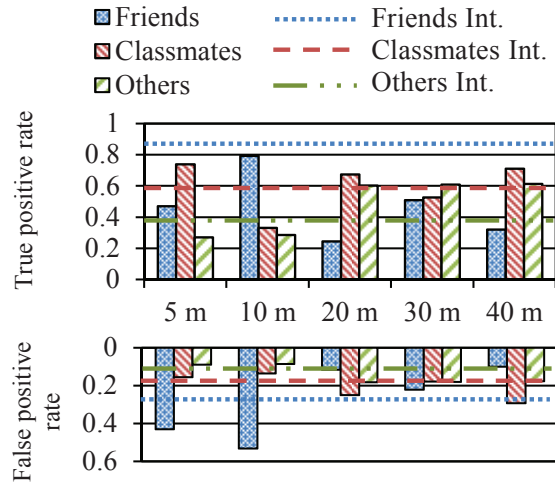 Friends Friends Int.
Classmates Classmates Int.
Others Others Int.
True positive rate
1
0.8
0.6
0.4
0.2
0
5 m 10 m 20 m 30 m 40 m
False positive
rate
0
0.2
0.4
0.6